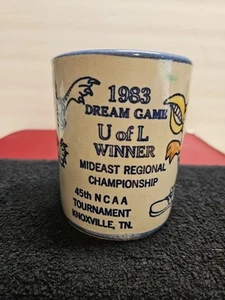 1983
DREAM GAME
U of L
WINNER
MIDEAST REGIONAL
CHAMPIONSHIP
45th NCAA
TOURNAMENT
KNOXVILLE, TN.